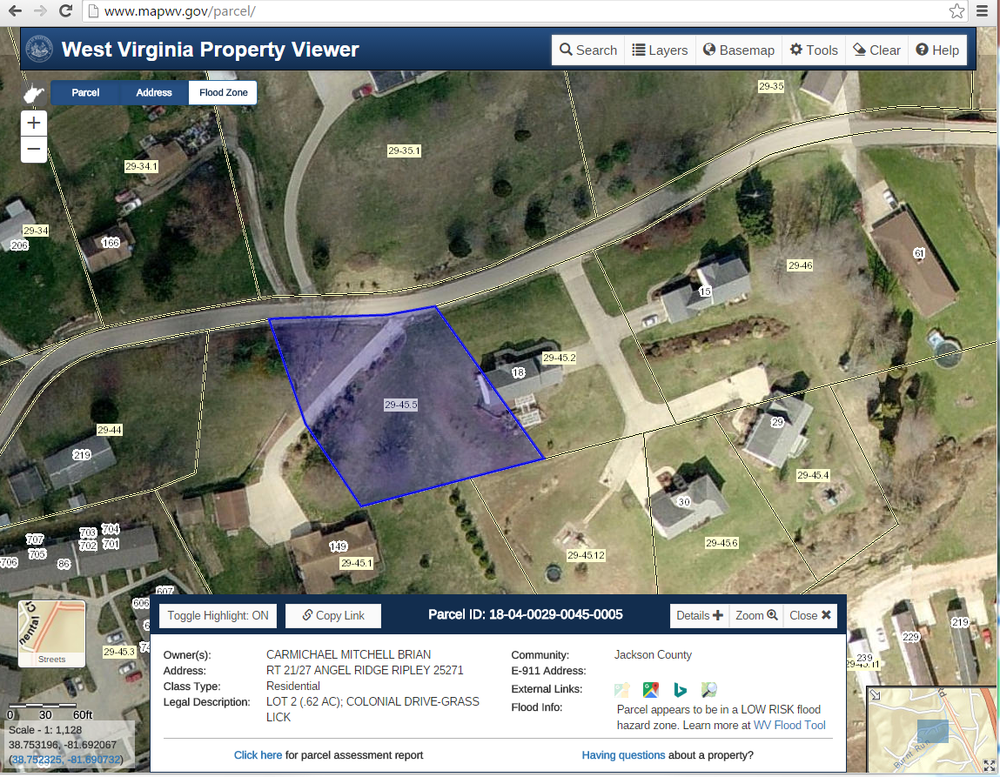 www.mapwv.gov/parcel/
West Virginia Property Viewer
Search Layers Basemap Tools Clear Help
Parcel Address Flood Zone
+
−
29-35
29-35.1
29-34.1
29-34
206
166
61
29-46
15
29-45.2
18
29-45.5
29-44
219
29
29-45.4
30
29-45.6
29-45.12
149
29-45.1
707
703 704
705
702 701
706
86
607
606
29-45.3
219
229
239
29-45.11
nental
Streets
0 30 60ft
Scale - 1: 1,128
38.753196, -81.692067
(38.752325, -81.690732)
Toggle Highlight: ON Copy Link Parcel ID: 18-04-0029-0045-0005 Details Zoom Close
Owner(s): CARMICHAEL MITCHELL BRIAN
Address: RT 21/27 ANGEL RIDGE RIPLEY 25271
Class Type: Residential
Legal Description: LOT 2 (.62 AC); COLONIAL DRIVE-GRASS
LICK
Community: Jackson County
E-911 Address:
External Links:
Flood Info: Parcel appears to be in a LOW RISK flood
hazard zone. Learn more at WV Flood Tool
Click here for parcel assessment report
Having questions about a property?
Burnt Run
Rd